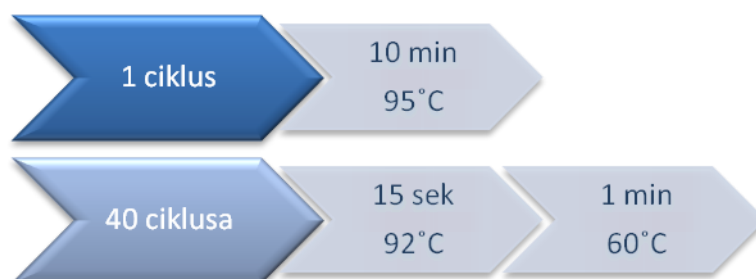 1 ciklus
10 min
95°C
40 ciklusa
15 sek
92°C
1 min
60°C